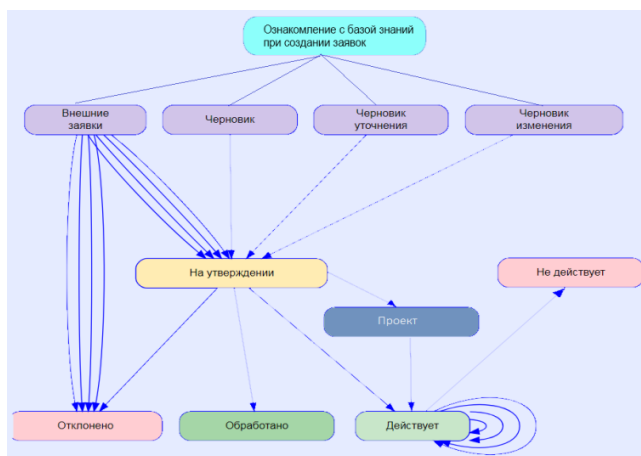 Ознакомление с базой знаний
при создании заявок
Внешние
заявки
Черновик
Черновик
уточнения
Черновик
изменения
На утверждении
Не действует
Проект
Отклонено
Обработано
Действует